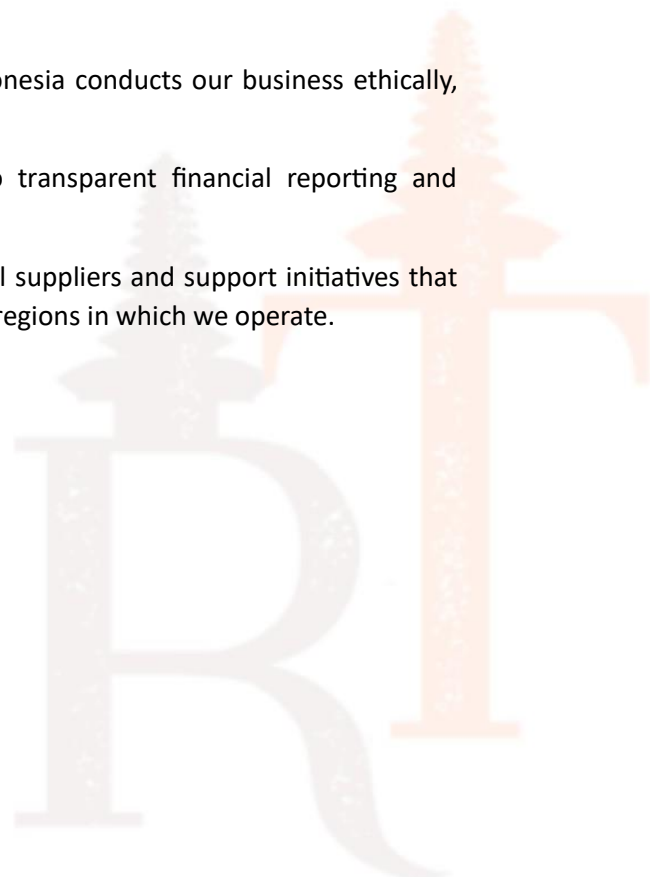 onesia conducts our business ethically,
transparent financial reporting and
suppliers and support initiatives that
regions in which we operate.
R T